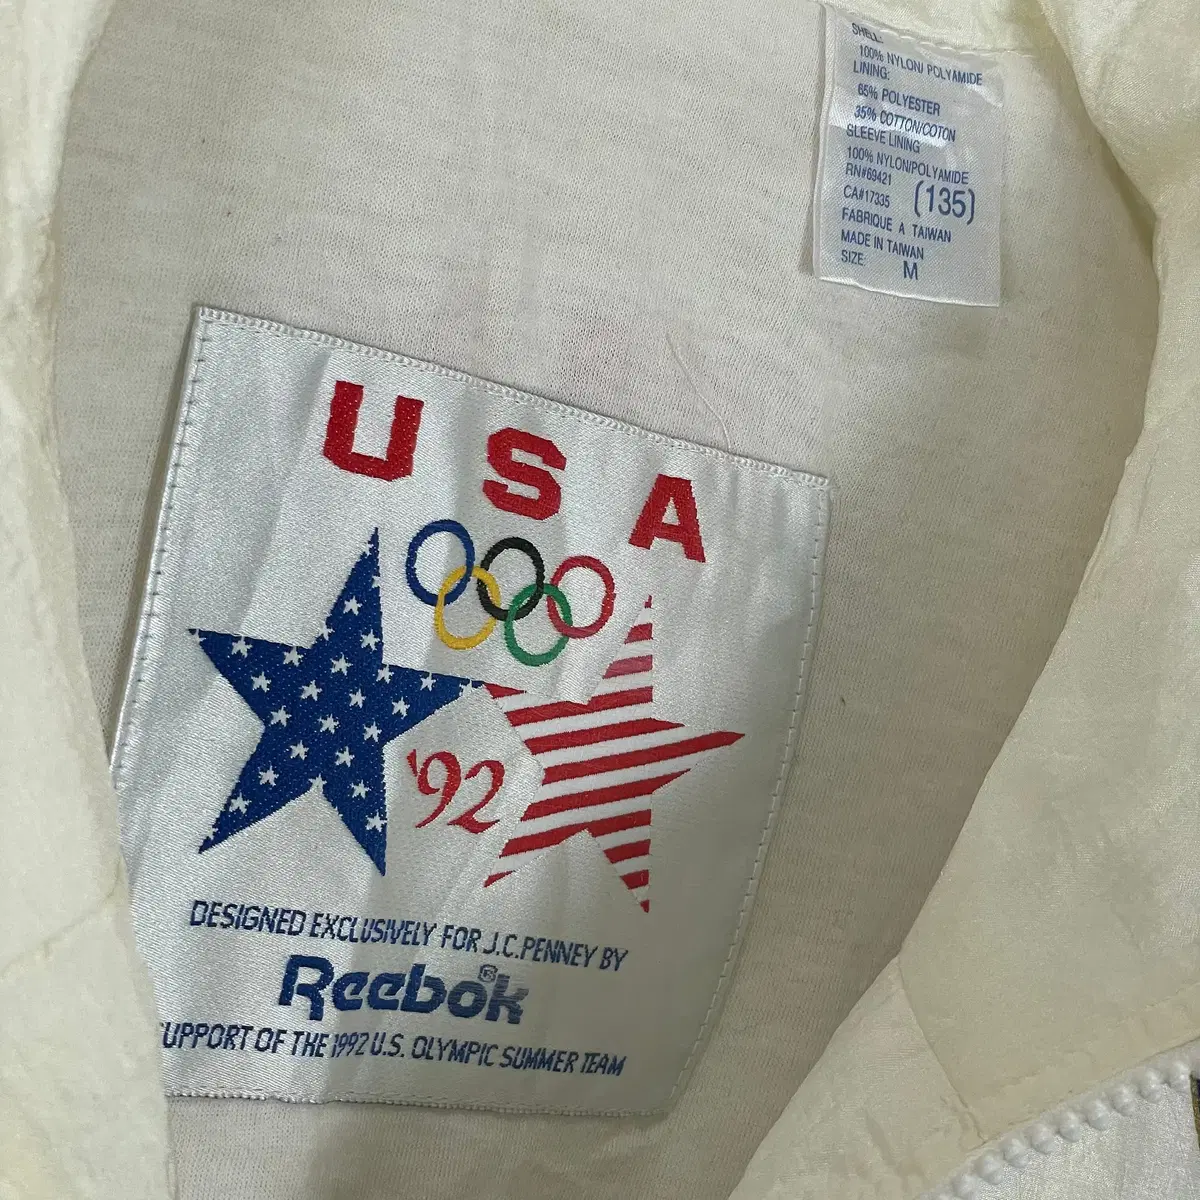 SHELL:
100% NYLON/ POLYAMIDE
LINING:
65% POLYESTER
35% COTTON/COTON
SLEEVE LINING
100% NYLON/POLYAMIDE
RN#69421
CA#17335 (135)
FABRIQUE A TAIWAN
MADE IN TAIWAN
SIZE: M
USA
'92
DESIGNED EXCLUSIVELY FOR J.C.PENNEY BY
Reebok®
SUPPORT OF THE 1992 U.S. OLYMPIC SUMMER TEAM